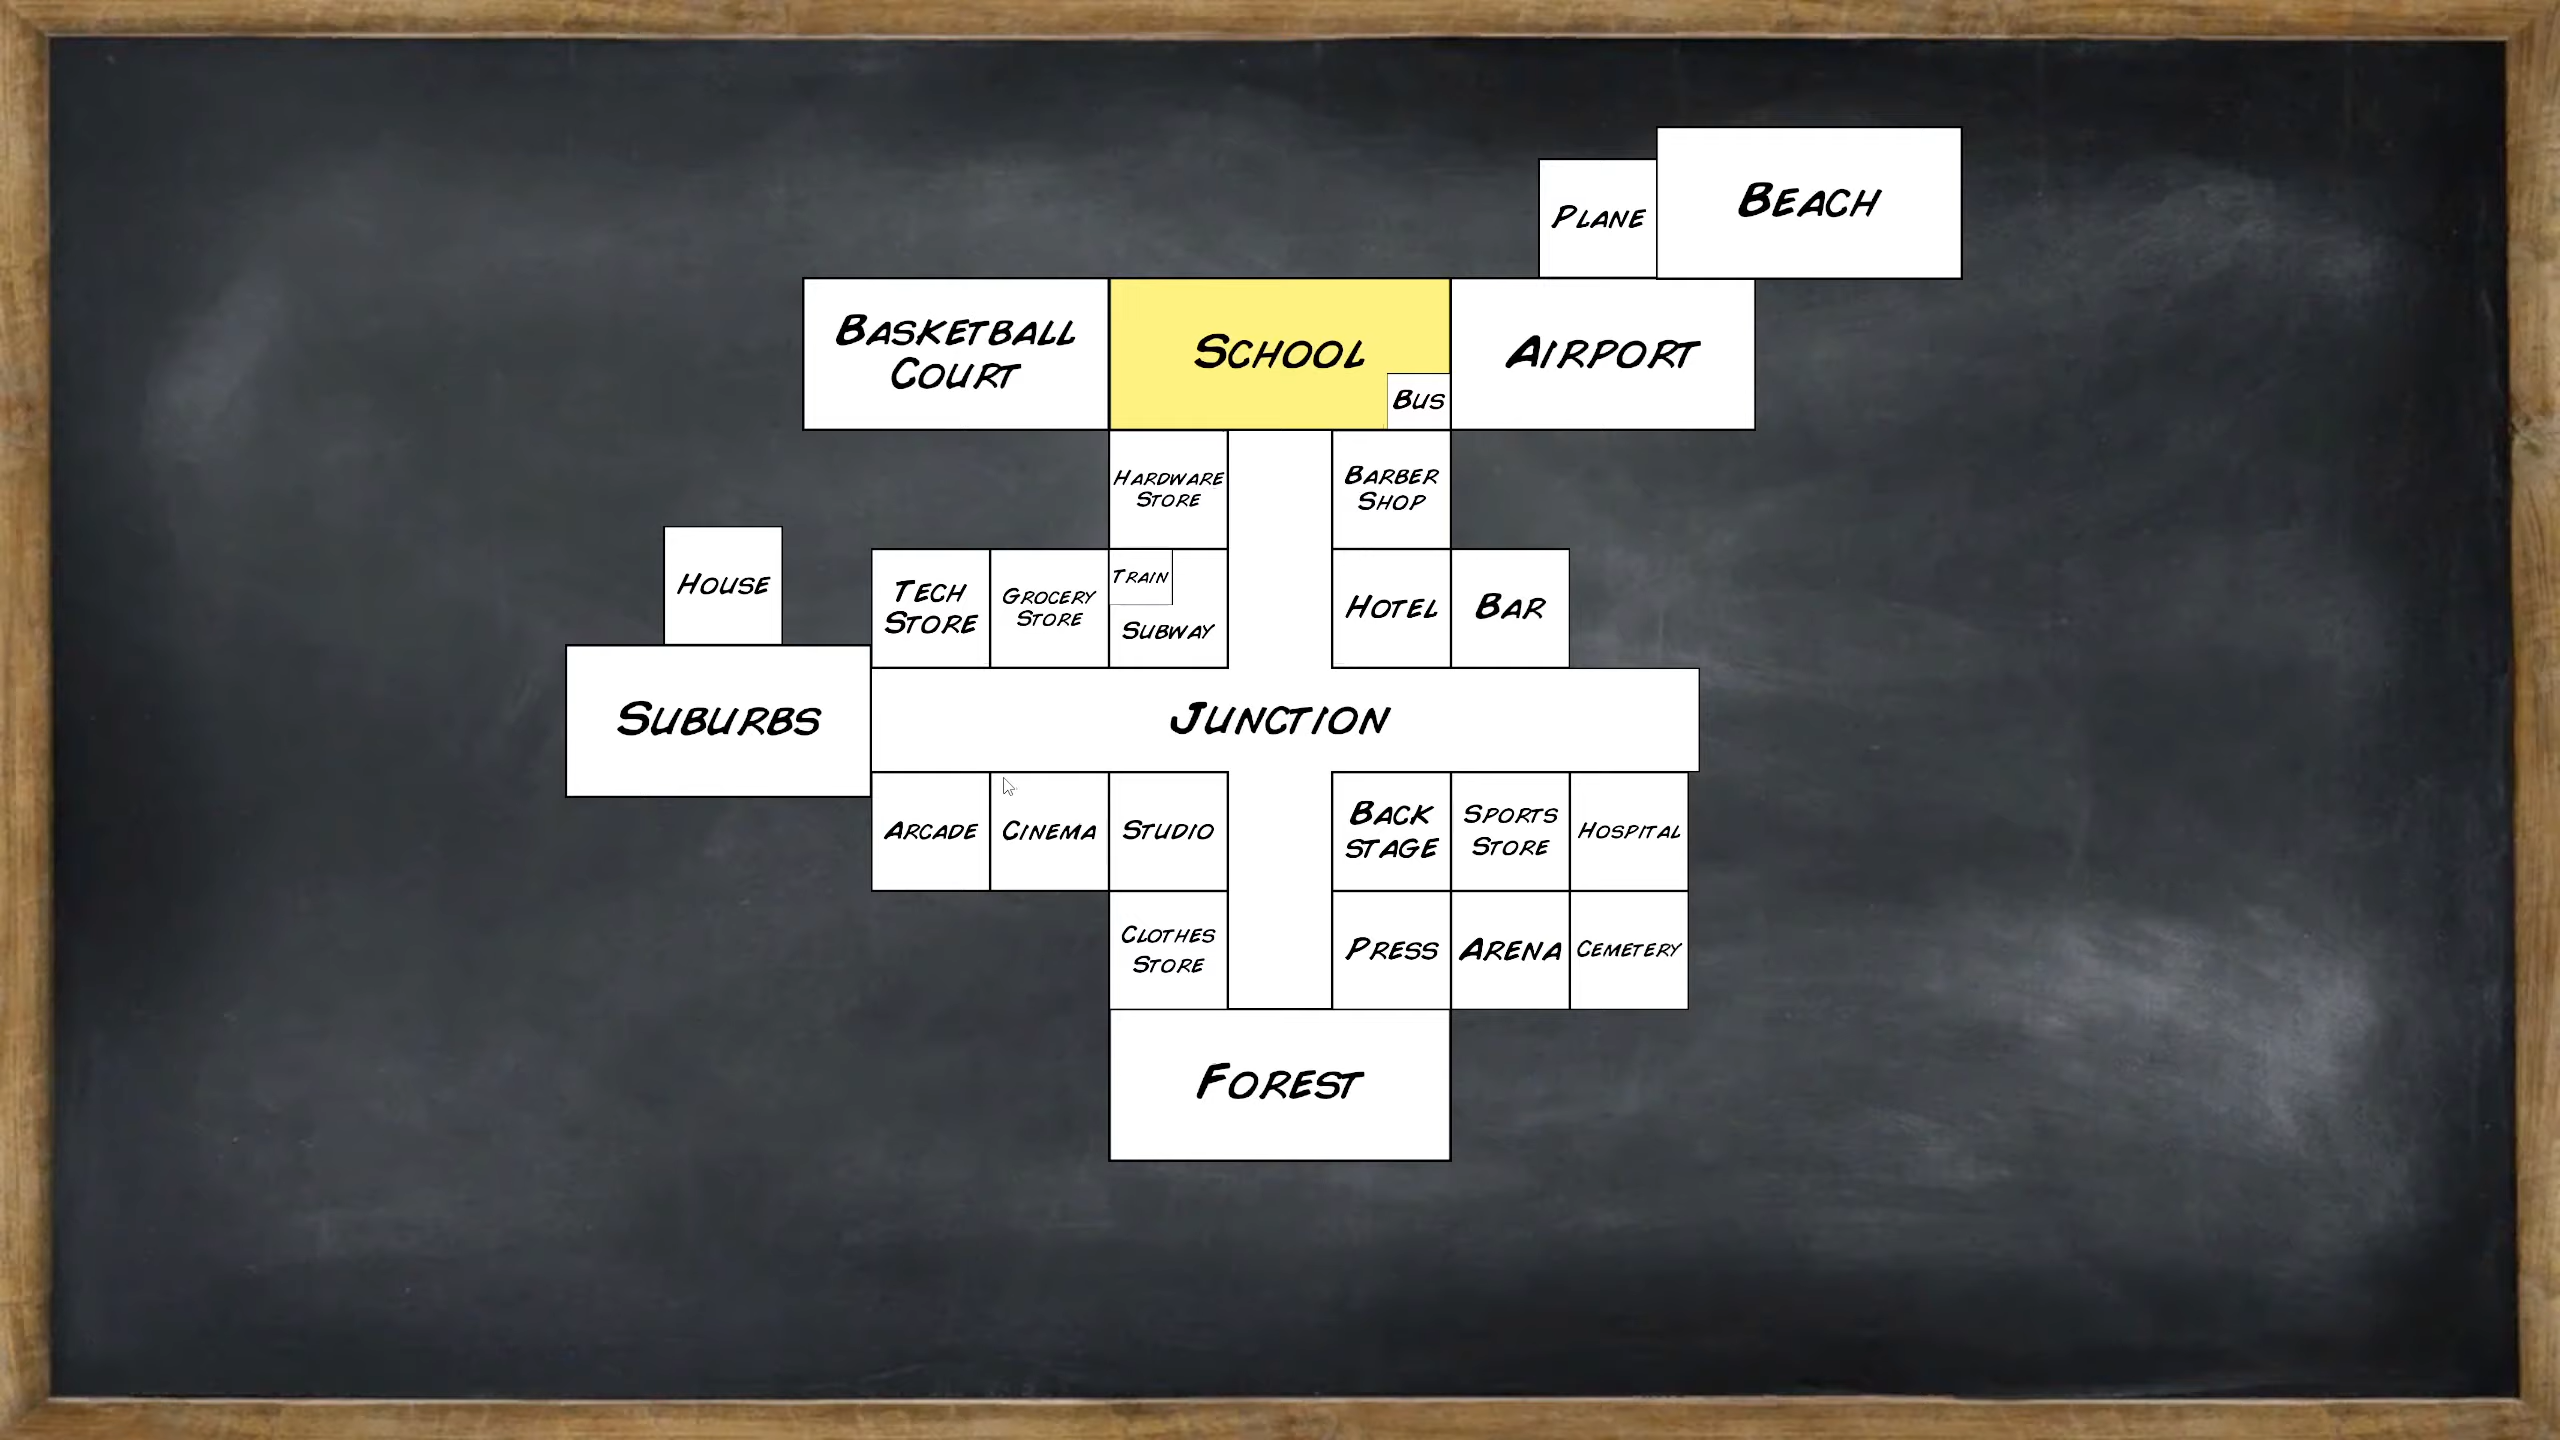 Plane
Beach
Basketball
Court
School
Bus
Airport
Hardware
Store
Barber
Shop
House
Tech
Store
Grocery
Store
Train
Subway
Hotel
Bar
Suburbs
Junction
Arcade
Cinema
Studio
Back
stage
Sports
Store
Hospital
Clothes
Store
Press
Arena
Cemetery
Forest